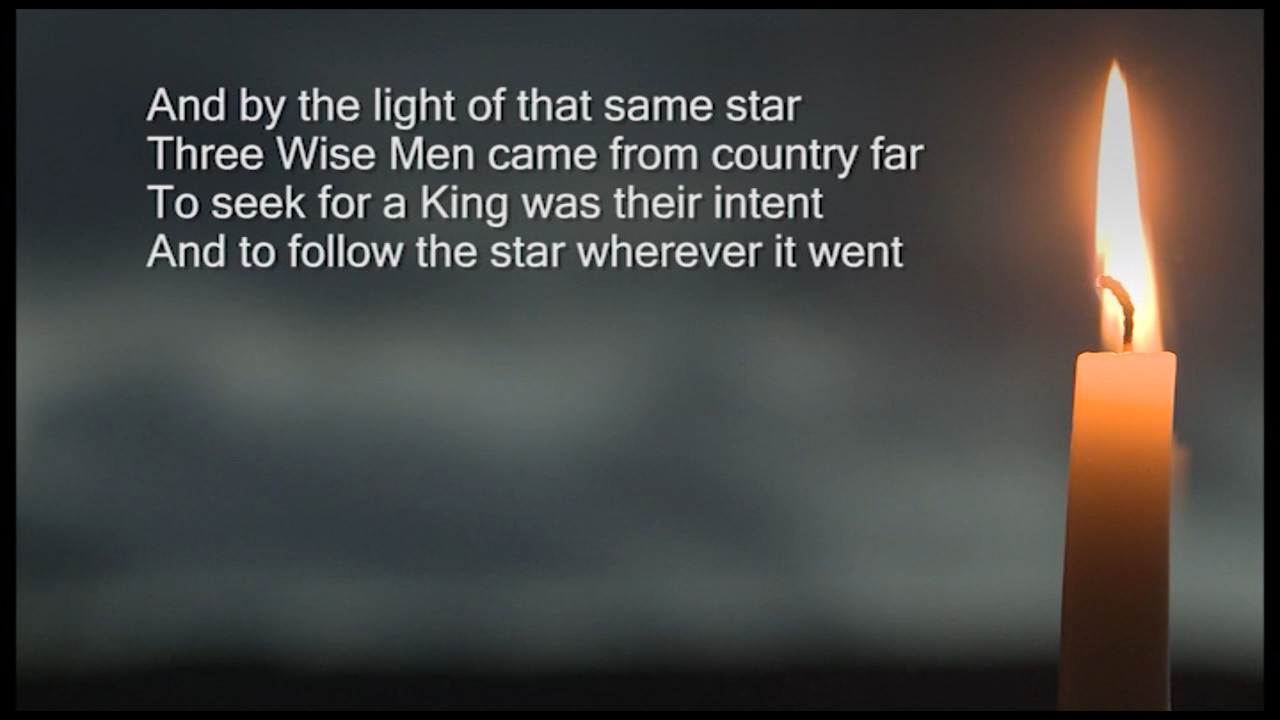 And by the light of that same star
Three Wise Men came from country far
To seek for a King was their intent
And to follow the star wherever it went